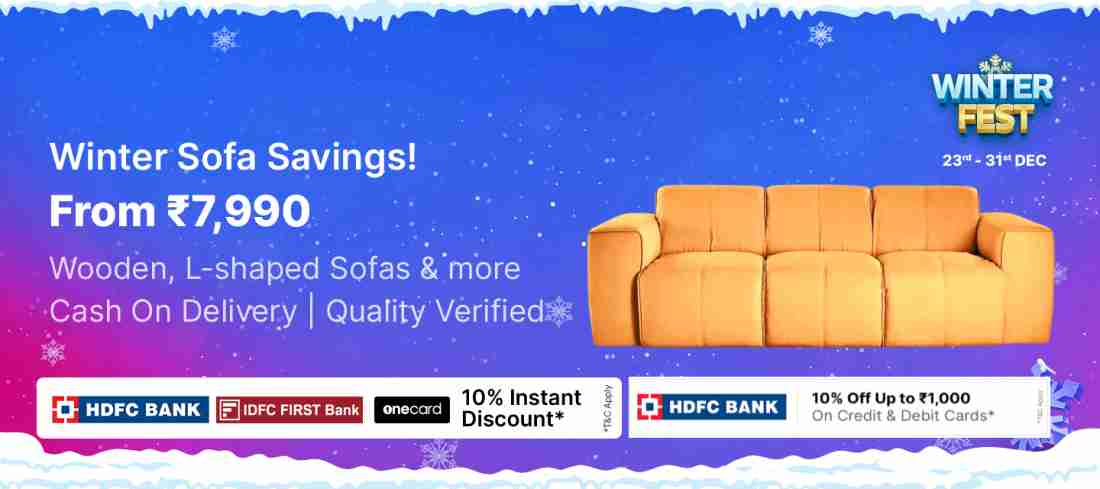 WINTER
FEST
23rd - 31st DEC
Winter Sofa Savings!
From ₹7,990
Wooden, L-shaped Sofas & more
Cash On Delivery | Quality Verified
HDFC BANK
IDFC FIRST Bank
onecard
10% Instant
Discount*
*T&C Apply
HDFC BANK
10% Off Up to ₹1,000
On Credit & Debit Cards*
*T&C Apply